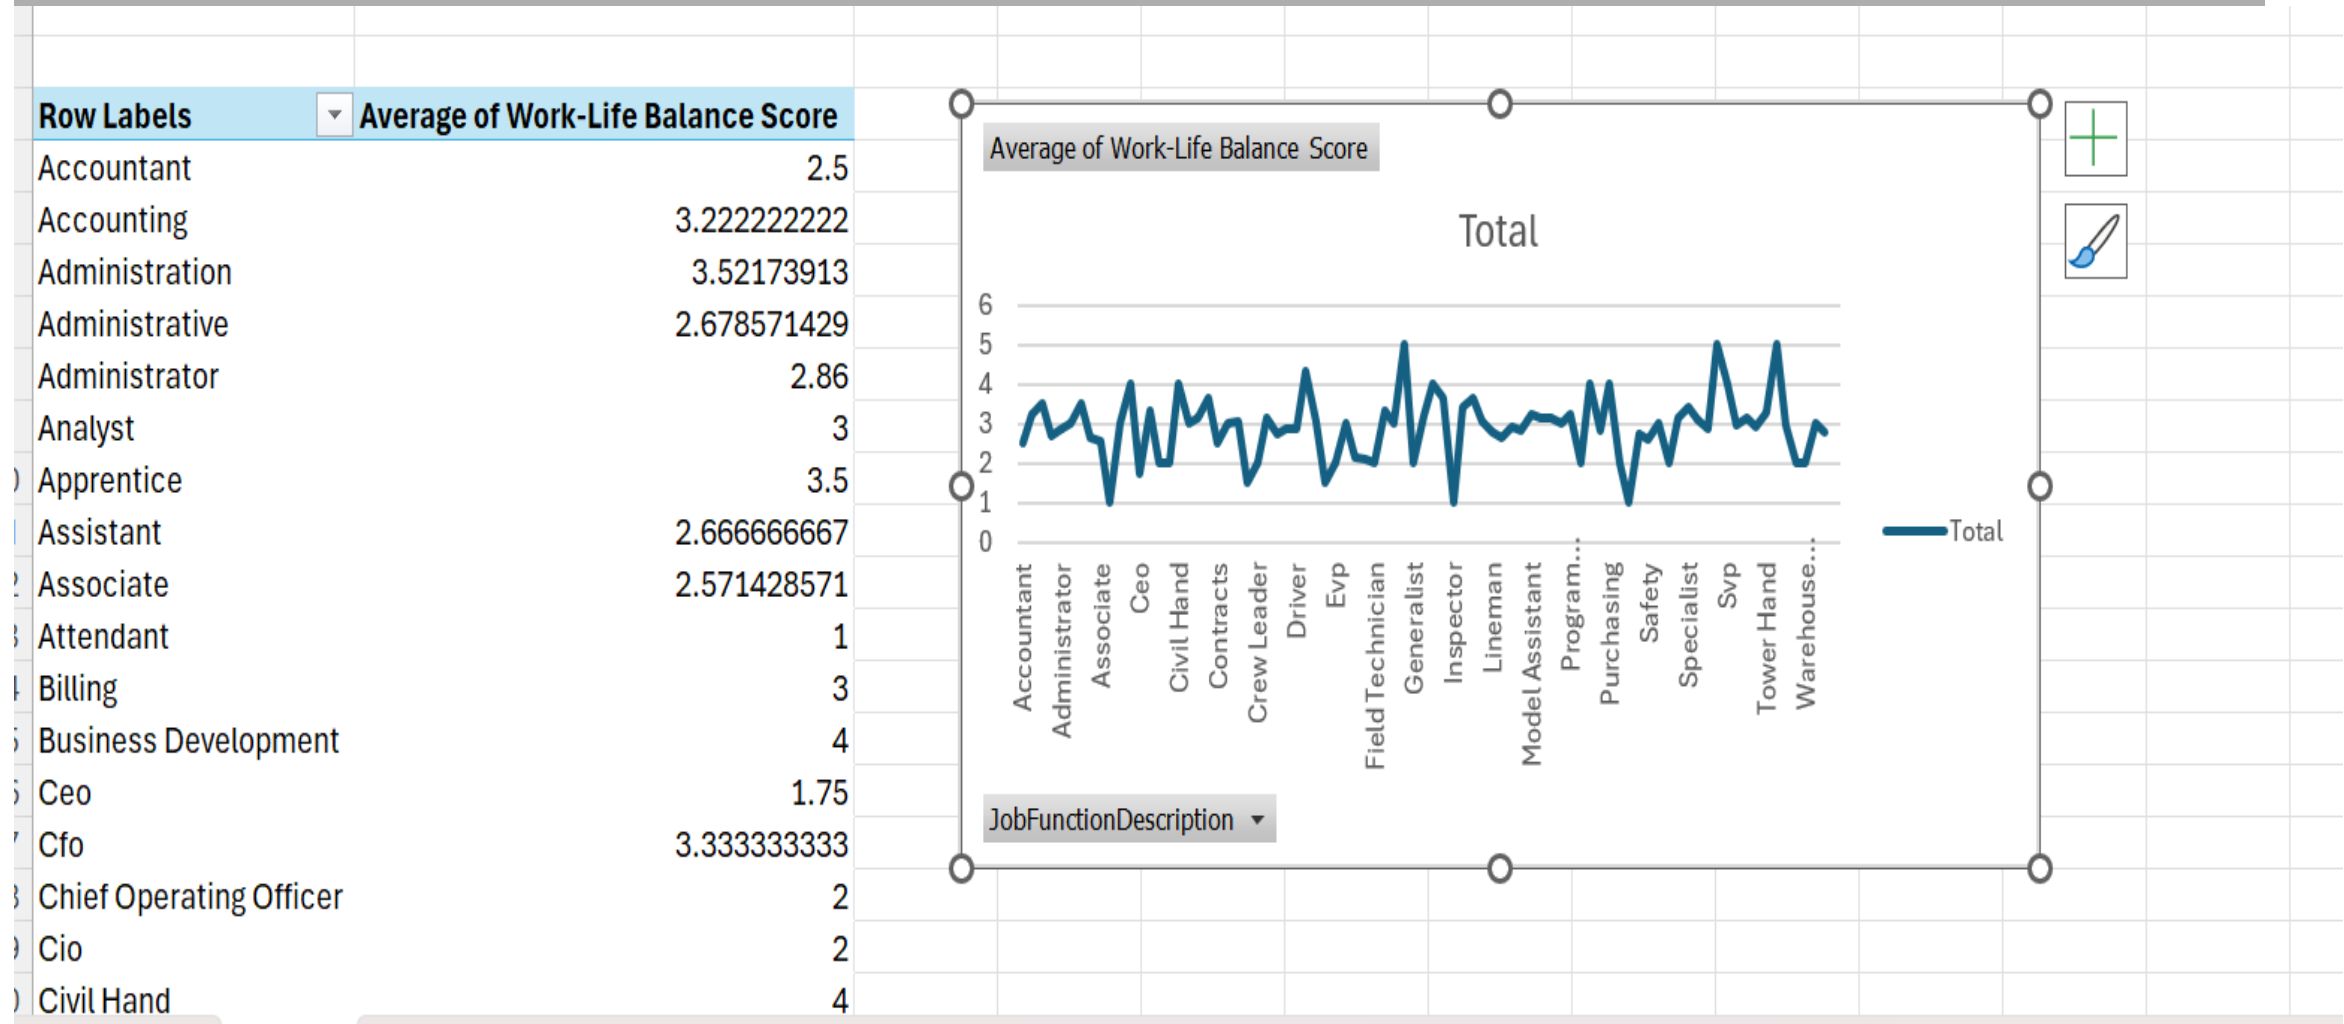 Row Labels Average of Work-Life Balance Score
Accountant 2.5
Accounting 3.222222222
Administration 3.52173913
Administrative 2.678571429
Administrator 2.86
Analyst 3
Apprentice 3.5
Assistant 2.666666667
Associate 2.571428571
Attendant 1
Billing 3
Business Development 4
Ceo 1.75
Cfo 3.333333333
Chief Operating Officer 2
Cio 2
Civil Hand 4
Average of Work-Life Balance Score
Total
6
5
4
3
2
1
0
Accountant
Administrator
Associate
Ceo
Civil Hand
Contracts
Crew Leader
Driver
Evp
Field Technician
Generalist
Inspector
Lineman
Model Assistant
Program...
Purchasing
Safety
Specialist
Svp
Tower Hand
Warehouse...
Total
JobFunctionDescription